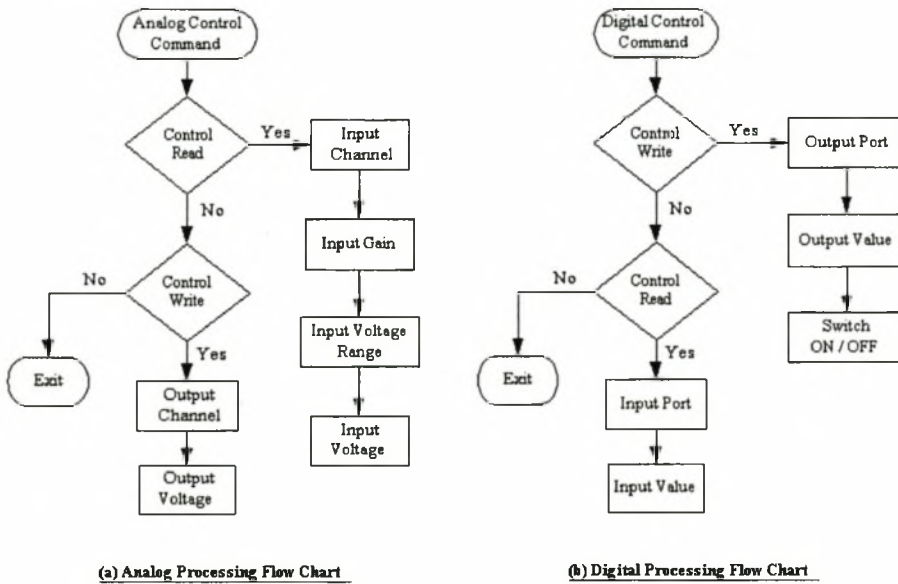 Analog Control
Command
Control
Read
Yes
Input
Channel
No
Input Gain
Control
Write
No
Input Voltage
Range
Yes
Exit
Output
Channel
Input
Voltage
Output
Voltage
(a) Analog Processing Flow Chart
Digital Control
Command
Control
Write
Yes
Output Port
No
Output Value
Control
Read
No
Switch
ON / OFF
Yes
Exit
Input Port
Input Value
(b) Digital Processing Flow Chart